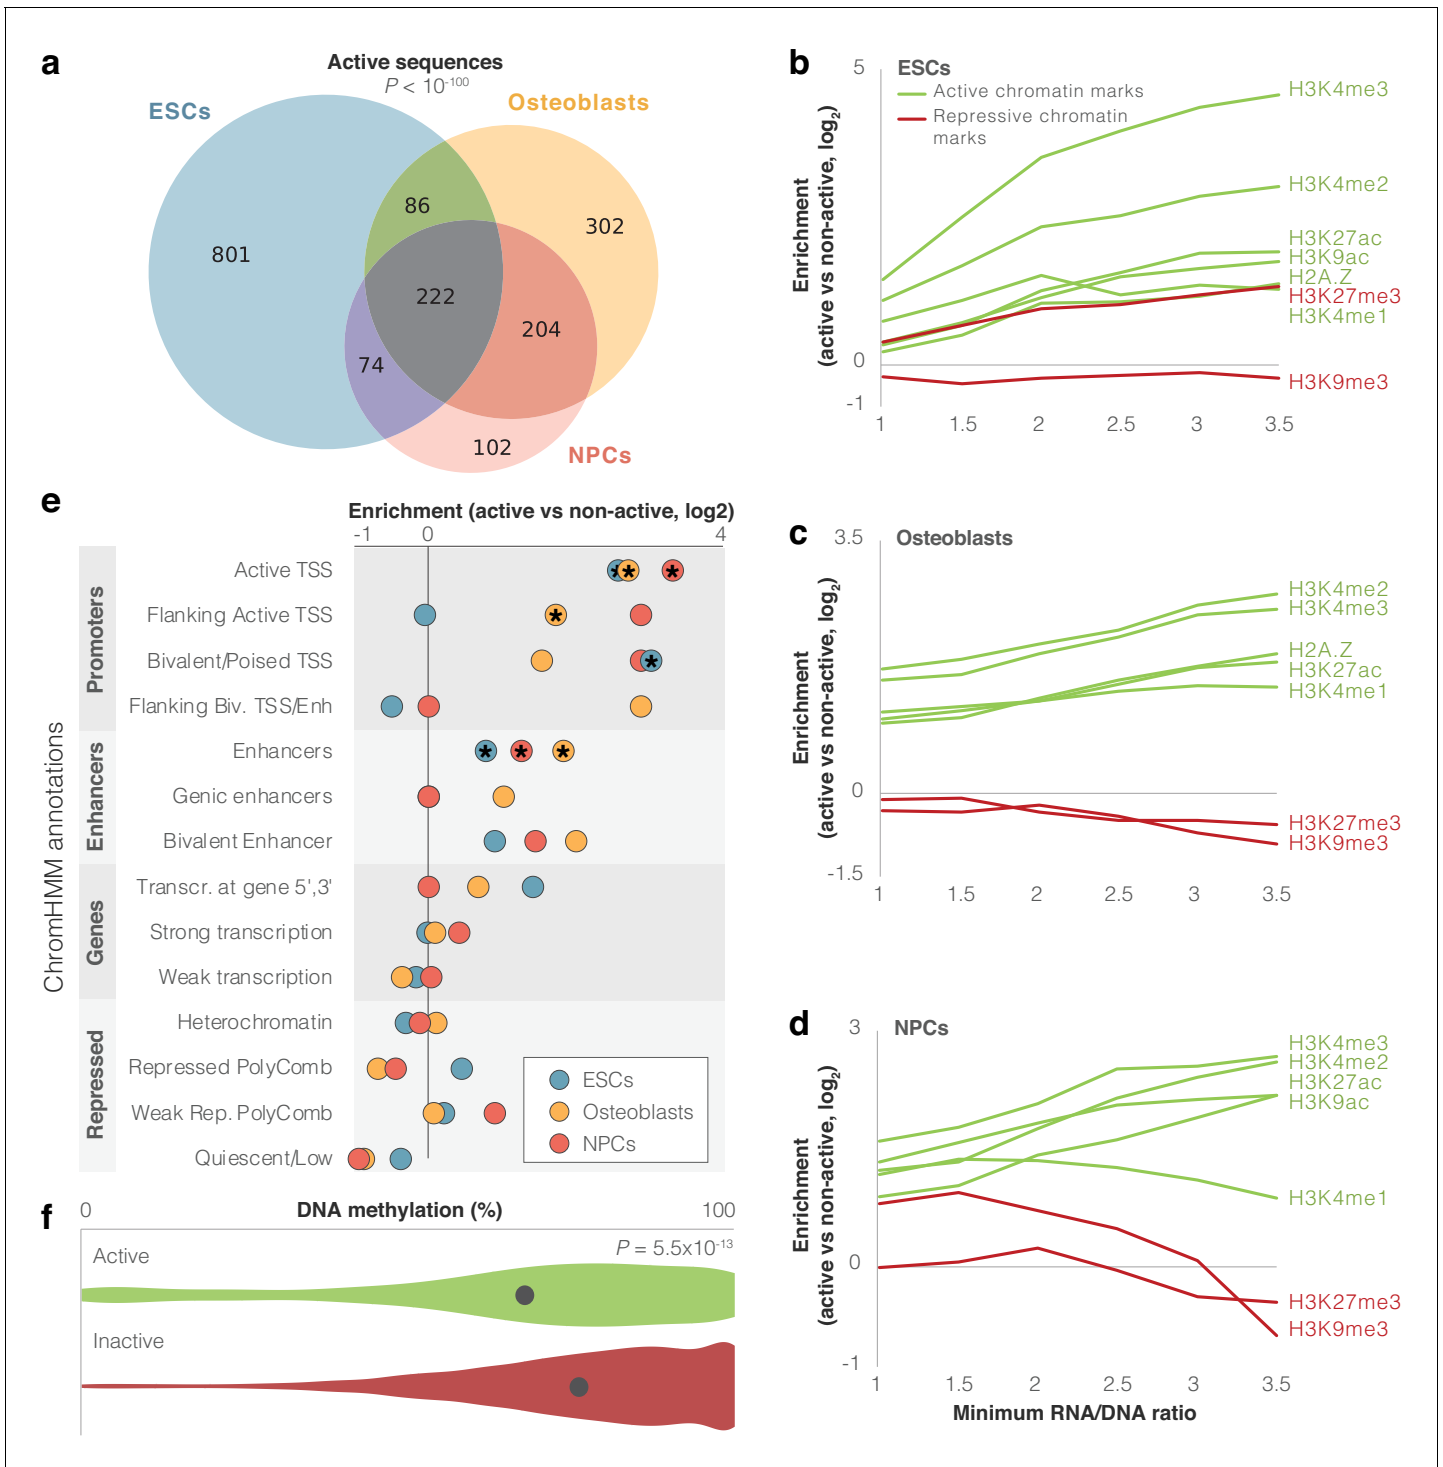 a
Active sequences
P < 10-100
ESCs
Osteoblasts
86
302
801
222
204
74
102
NPCs
b
5
ESCs
Active chromatin marks
Repressive chromatin
marks
Enrichment
(active vs non-active, log2)
0
-1
1
1.5
2
2.5
3
3.5
H3K4me3
H3K4me2
H3K27ac
H3K9ac
H2A.Z
H3K27me3
H3K4me1
H3K9me3
c
3.5
Osteoblasts
Enrichment
(active vs non-active, log2)
0
-1.5
1
1.5
2
2.5
3
3.5
H3K4me2
H3K4me3
H2A.Z
H3K27ac
H3K4me1
H3K27me3
H3K9me3
d
3
NPCs
Enrichment
(active vs non-active, log2)
0
-1
1
1.5
2
2.5
3
3.5
Minimum RNA/DNA ratio
H3K4me3
H3K4me2
H3K27ac
H3K9ac
H3K4me1
H3K27me3
H3K9me3
e
Enrichment (active vs non-active, log2)
-1
0
4
ChromHMM annotations
Promoters
Active TSS
Flanking Active TSS
Bivalent/Poised TSS
Flanking Biv. TSS/Enh
Enhancers
Enhancers
Genic enhancers
Bivalent Enhancer
Genes
Transcr. at gene 5',3'
Strong transcription
Weak transcription
Repressed
Heterochromatin
Repressed PolyComb
Weak Rep. PolyComb
Quiescent/Low
ESCs
Osteoblasts
NPCs
f
0
DNA methylation (%)
100
Active
P = 5.5x10-13
Inactive